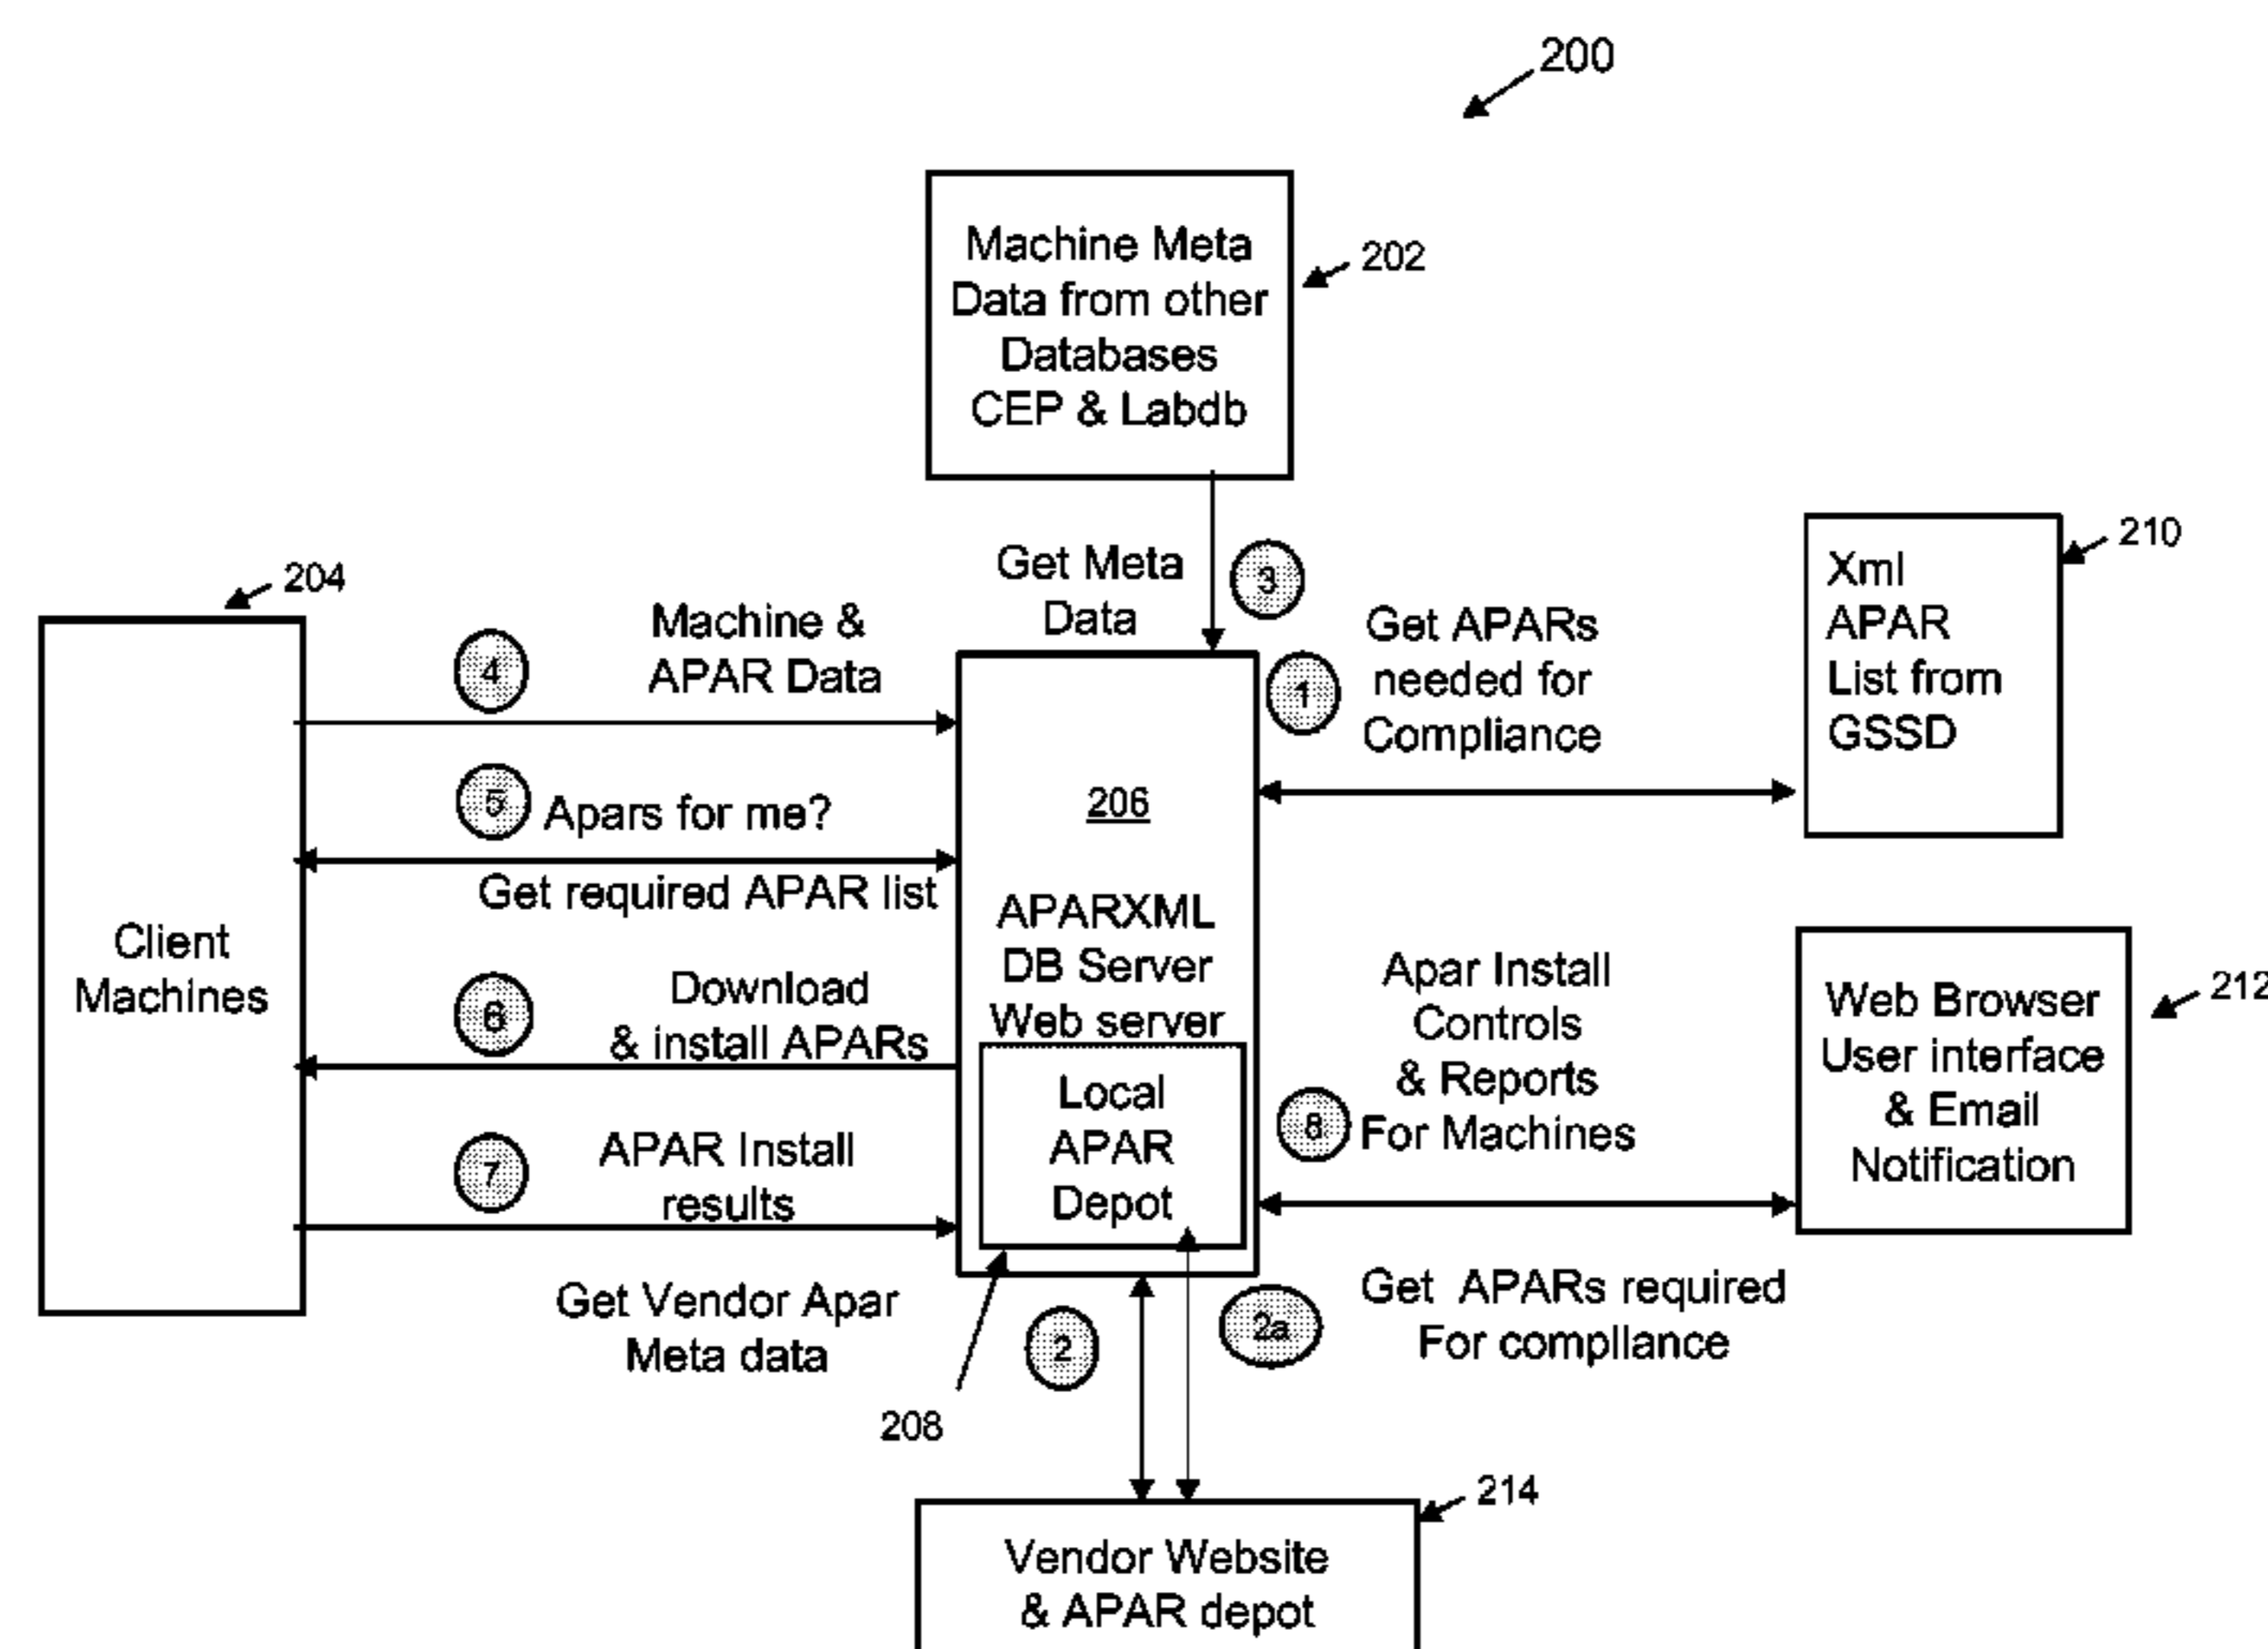 200
Machine Meta
Data from other
Databases
CEP & Labdb
202
Get Meta
Data
3
210
Xml
APAR
List from
GSSD
204
Client
Machines
4
Machine &
APAR Data
1
Get APARs
needed for
Compliance
5
Apars for me?
Get required APAR list
206
APARXML
DB Server
Web server
6
Download
& install APARs
Local
APAR
Depot
Apar Install
Controls
& Reports
For Machines
8
212
Web Browser
User interface
& Email
Notification
7
APAR Install
results
Get Vendor Apar
Meta data
2
2a
Get APARs required
For compliance
208
214
Vendor Website
& APAR depot